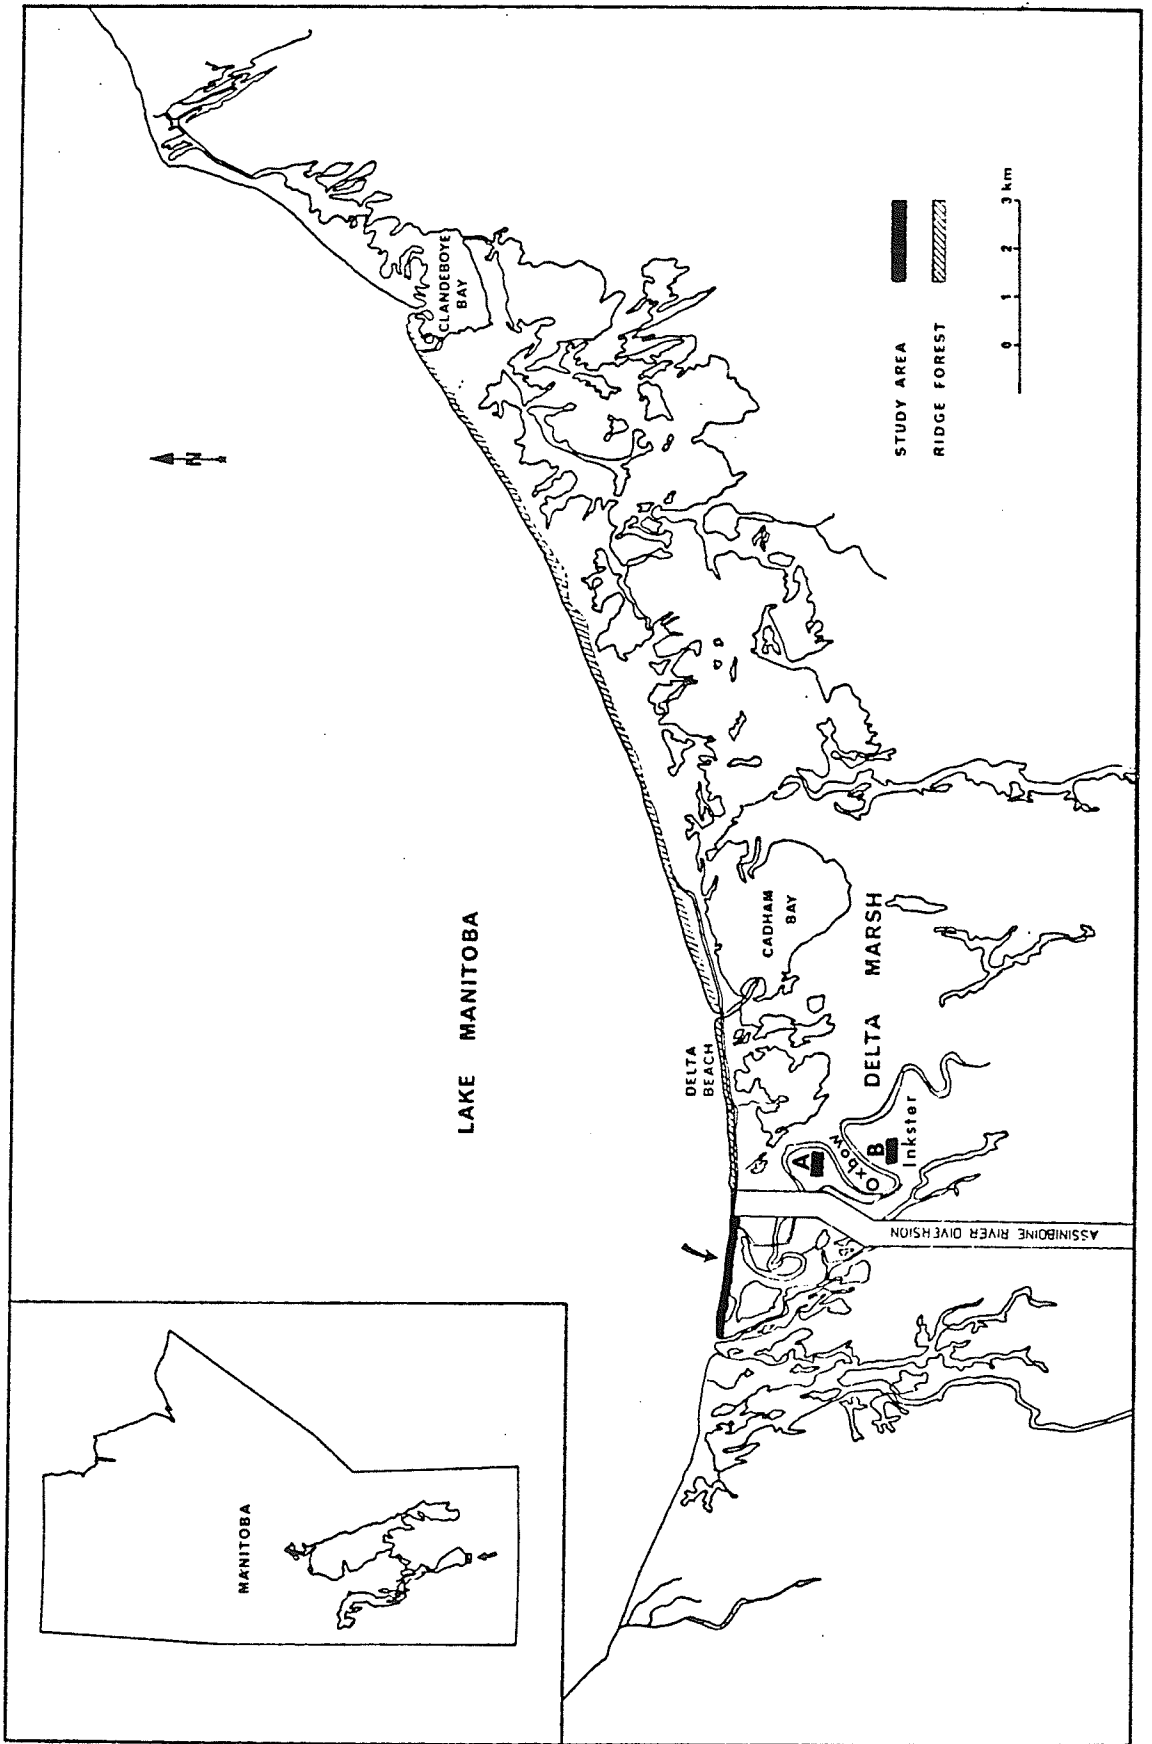 MANITOBA
LAKE MANITOBA
N
CLANDEBOYE
BAY
DELTA
BEACH
CADHAM
BAY
DELTA MARSH
A
Oxbow
B
Inkster
ASSINIBOINE RIVER DIVERSION
STUDY AREA
RIDGE FOREST
0 1 2 3 km